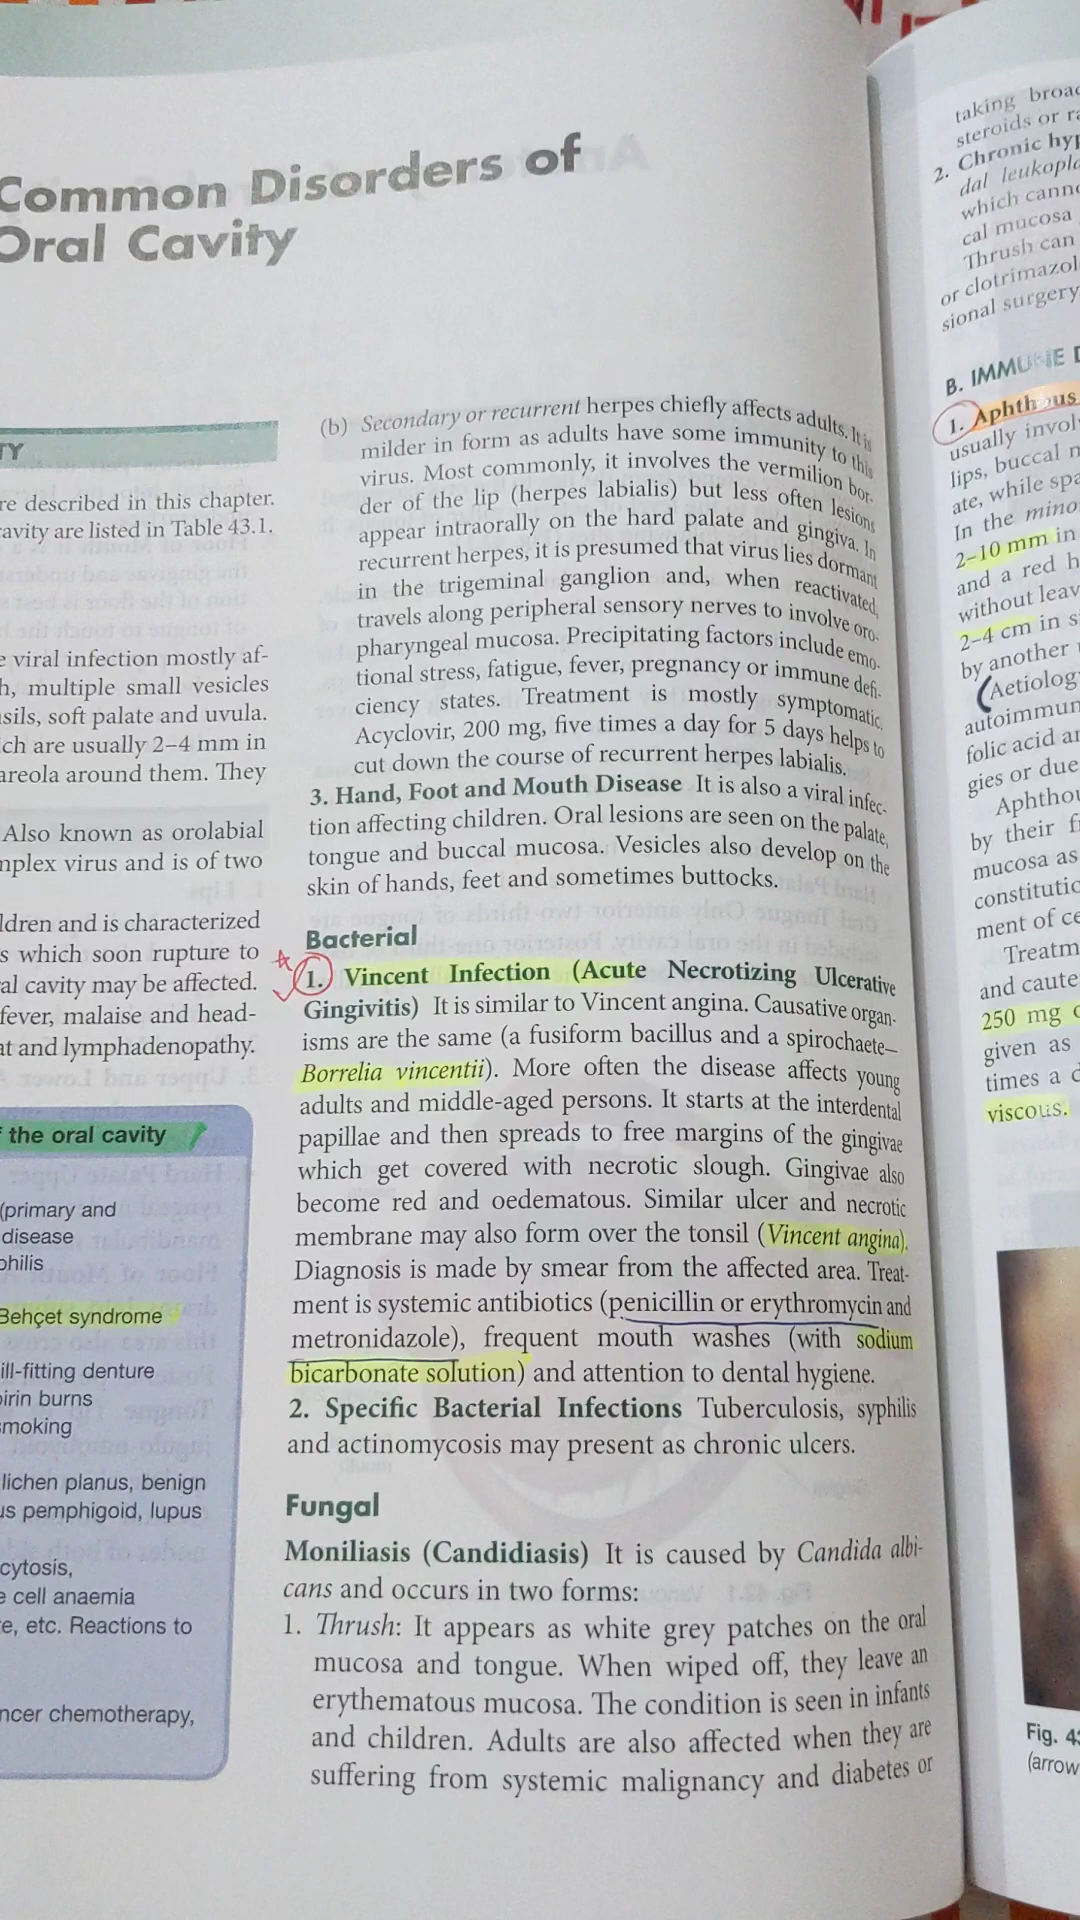 Common Disorders of
Oral Cavity
TY
re described in this chapter.
avity are listed in Table 43.1.
e viral infection mostly af-
h, multiple small vesicles
nsils, soft palate and uvula.
ich are usually 2–4 mm in
areola around them. They
Also known as orolabial
mplex virus and is of two
ldren and is characterized
s which soon rupture to
al cavity may be affected.
fever, malaise and head-
at and lymphadenopathy.
f the oral cavity
(primary and
disease
philis
Behçet syndrome
ill-fitting denture
pirin burns
smoking
lichen planus, benign
us pemphigoid, lupus
cytosis,
e cell anaemia
re, etc. Reactions to
ncer chemotherapy,
(b) Secondary or recurrent herpes chiefly affects adults. It is
milder in form as adults have some immunity to this
virus. Most commonly, it involves the vermilion bor-
der of the lip (herpes labialis) but less often lesions
appear intraorally on the hard palate and gingiva. In
recurrent herpes, it is presumed that virus lies dormant
in the trigeminal ganglion and, when reactivated,
travels along peripheral sensory nerves to involve oro-
pharyngeal mucosa. Precipitating factors include emo-
tional stress, fatigue, fever, pregnancy or immune defi-
ciency states. Treatment is mostly symptomatic.
Acyclovir, 200 mg, five times a day for 5 days helps to
cut down the course of recurrent herpes labialis.
3. Hand, Foot and Mouth Disease It is also a viral infec-
tion affecting children. Oral lesions are seen on the palate,
tongue and buccal mucosa. Vesicles also develop on the
skin of hands, feet and sometimes buttocks.
Bacterial
1. Vincent Infection (Acute Necrotizing Ulcerative
Gingivitis) It is similar to Vincent angina. Causative organ-
isms are the same (a fusiform bacillus and a spirochaete–
Borrelia vincentii). More often the disease affects young
adults and middle-aged persons. It starts at the interdental
papillae and then spreads to free margins of the gingivae
which get covered with necrotic slough. Gingivae also
become red and oedematous. Similar ulcer and necrotic
membrane may also form over the tonsil (Vincent angina).
Diagnosis is made by smear from the affected area. Treat-
ment is systemic antibiotics (penicillin or erythromycin and
metronidazole), frequent mouth washes (with sodium
bicarbonate solution) and attention to dental hygiene.
2. Specific Bacterial Infections Tuberculosis, syphilis
and actinomycosis may present as chronic ulcers.
Fungal
Moniliasis (Candidiasis) It is caused by Candida albi-
cans and occurs in two forms:
1. Thrush: It appears as white grey patches on the oral
mucosa and tongue. When wiped off, they leave an
erythematous mucosa. The condition is seen in infants
and children. Adults are also affected when they are
suffering from systemic malignancy and diabetes or
taking broad
steroids or ra
2. Chronic hyp
dal leukopla
which canno
cal mucosa
Thrush can
or clotrimazol
sional surgery
B. IMMUNE D
1. Aphthous
usually invol
lips, buccal m
ate, while spa
In the mino
2–10 mm in
and a red h
without leav
2–4 cm in s
by another
Aetiology
autoimmun
folic acid an
gies or due
Aphthou
by their f
mucosa as
constitutio
ment of ce
Treatm
and caute
250 mg
given as
times a d
viscous.
Fig. 43
(arrow